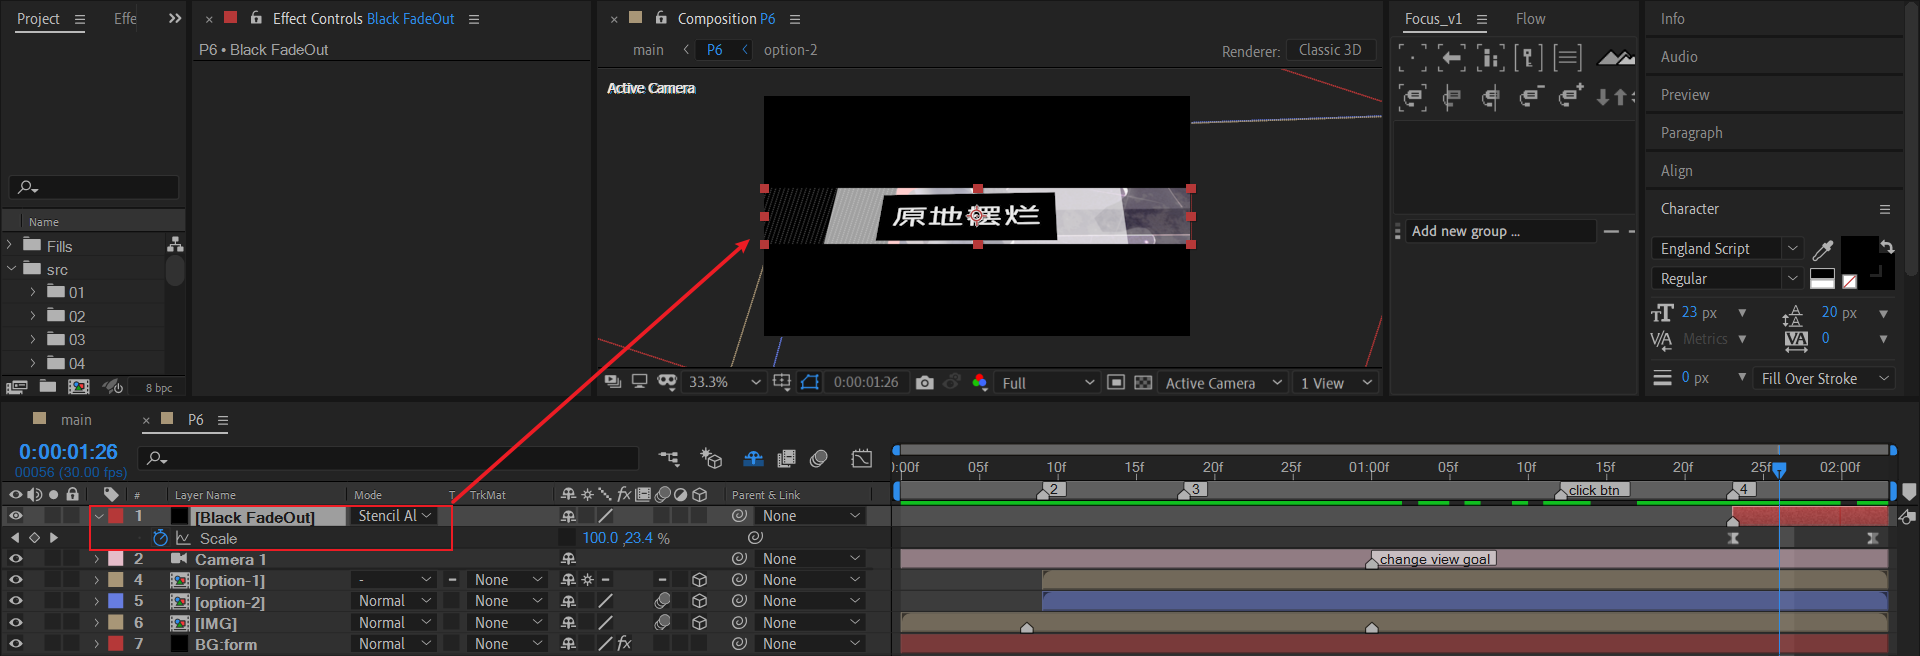 Project
Effe
Effect Controls Black FadeOut
P6 • Black FadeOut
Name
Fills
src
01
02
03
04
8 bpc
Composition P6
main
P6
option-2
Renderer: Classic 3D
Active Camera
原地摆烂
33.3%
0:00:01:26
Full
Active Camera
1 View
Focus_v1
Flow
Add new group ...
Info
Audio
Preview
Paragraph
Align
Character
England Script
Regular
23 px
20 px
Metrics
0
0 px
Fill Over Stroke
main
P6
0:00:01:26
00056 (30.00 fps)
# Layer Name Mode T TrkMat Parent & Link
:00f 05f 10f 15f 20f 25f 01:00f 05f 10f 15f 20f 25f 02:00f
2 3 click btn 4
1 [Black FadeOut] Stencil Al None
Scale 100.0 ,23.4 %
2 Camera 1 None
change view goal
4 [option-1] - None None
5 [option-2] Normal None None
6 [IMG] Normal None None
7 BG:form Normal None None